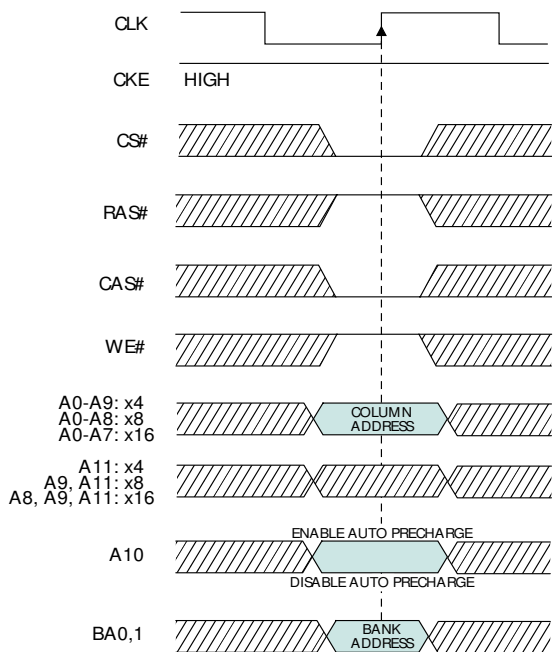 CLK
CKE HIGH
CS#
RAS#
CAS#
WE#
A0-A9: x4
A0-A8: x8
A0-A7: x16
COLUMN
ADDRESS
A11: x4
A9, A11: x8
A8, A9, A11: x16
ENABLE AUTO PRECHARGE
A10
DISABLE AUTO PRECHARGE
BA0,1
BANK
ADDRESS